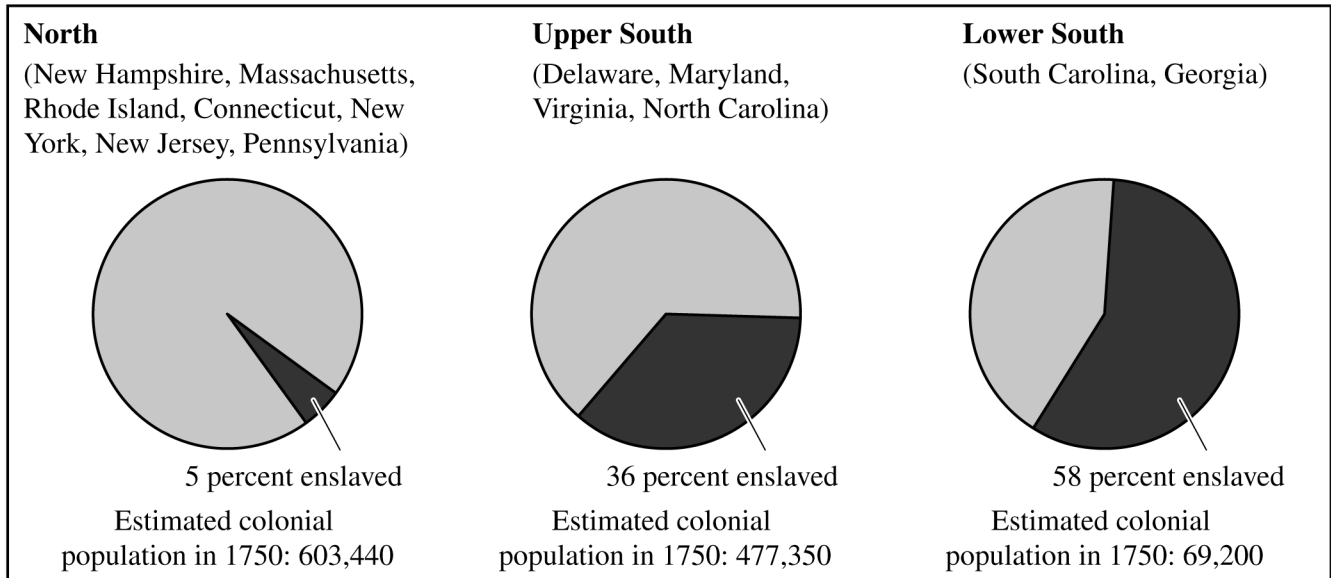 North
(New Hampshire, Massachusetts,
Rhode Island, Connecticut, New
York, New Jersey, Pennsylvania)
5 percent enslaved
Estimated colonial
population in 1750: 603,440
Upper South
(Delaware, Maryland,
Virginia, North Carolina)
36 percent enslaved
Estimated colonial
population in 1750: 477,350
Lower South
(South Carolina, Georgia)
58 percent enslaved
Estimated colonial
population in 1750: 69,200